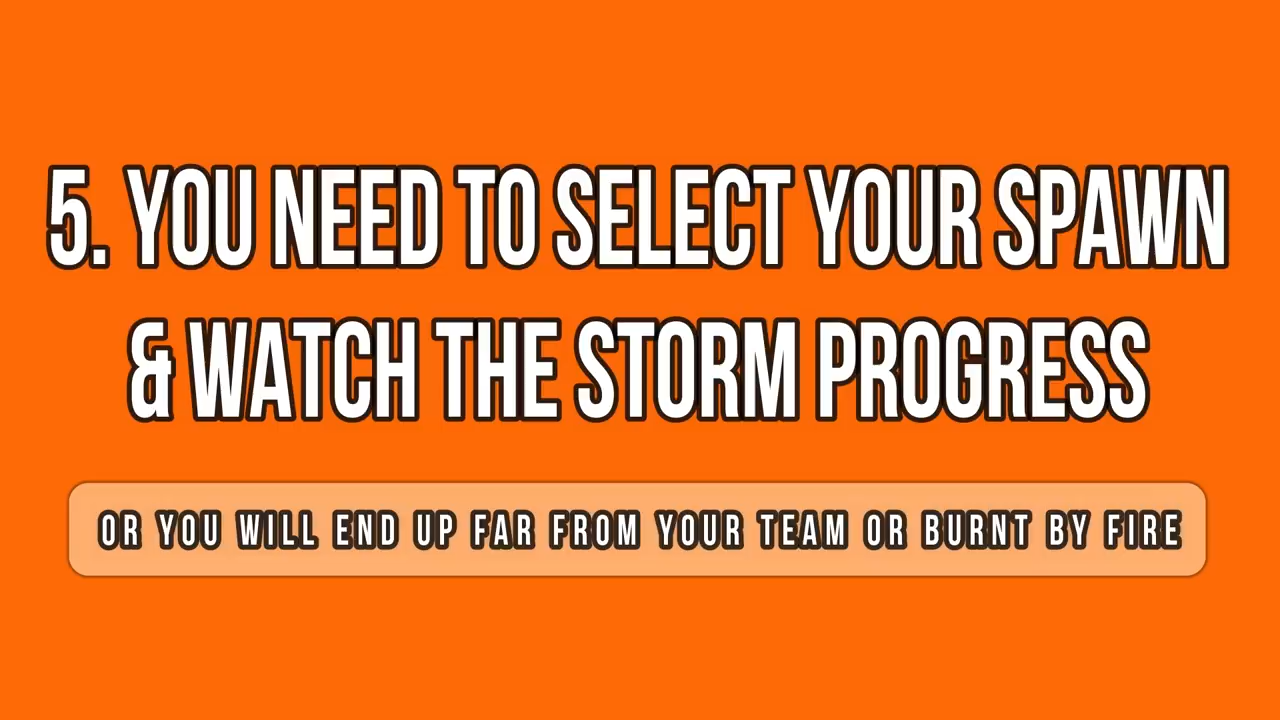 5. YOU NEED TO SELECT YOUR SPAWN
& WATCH THE STORM PROGRESS
OR YOU WILL END UP FAR FROM YOUR TEAM OR BURNT BY FIRE